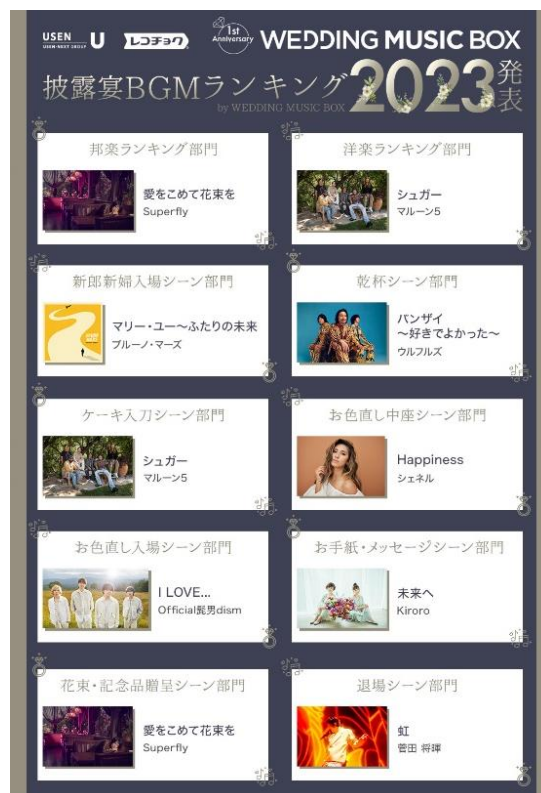 USEN
USEN-NEXT GROUP
U
レコチョク
1st
Anniversary
WEDDING MUSIC BOX
披露宴BGMランキング
by WEDDING MUSIC BOX
2023
発表
邦楽ランキング部門
愛をこめて花束を
Superfly
洋楽ランキング部門
シュガー
マルーン5
新郎新婦入場シーン部門
マリー・ユー〜ふたりの未来
ブルーノ・マーズ
乾杯シーン部門
バンザイ
〜好きでよかった〜
ウルフルズ
ケーキ入刀シーン部門
シュガー
マルーン5
お色直し中座シーン部門
Happiness
シェネル
お色直し入場シーン部門
I LOVE...
Official髭男dism
お手紙・メッセージシーン部門
未来へ
Kiroro
花束・記念品贈呈シーン部門
愛をこめて花束を
Superfly
退場シーン部門
虹
菅田 将暉